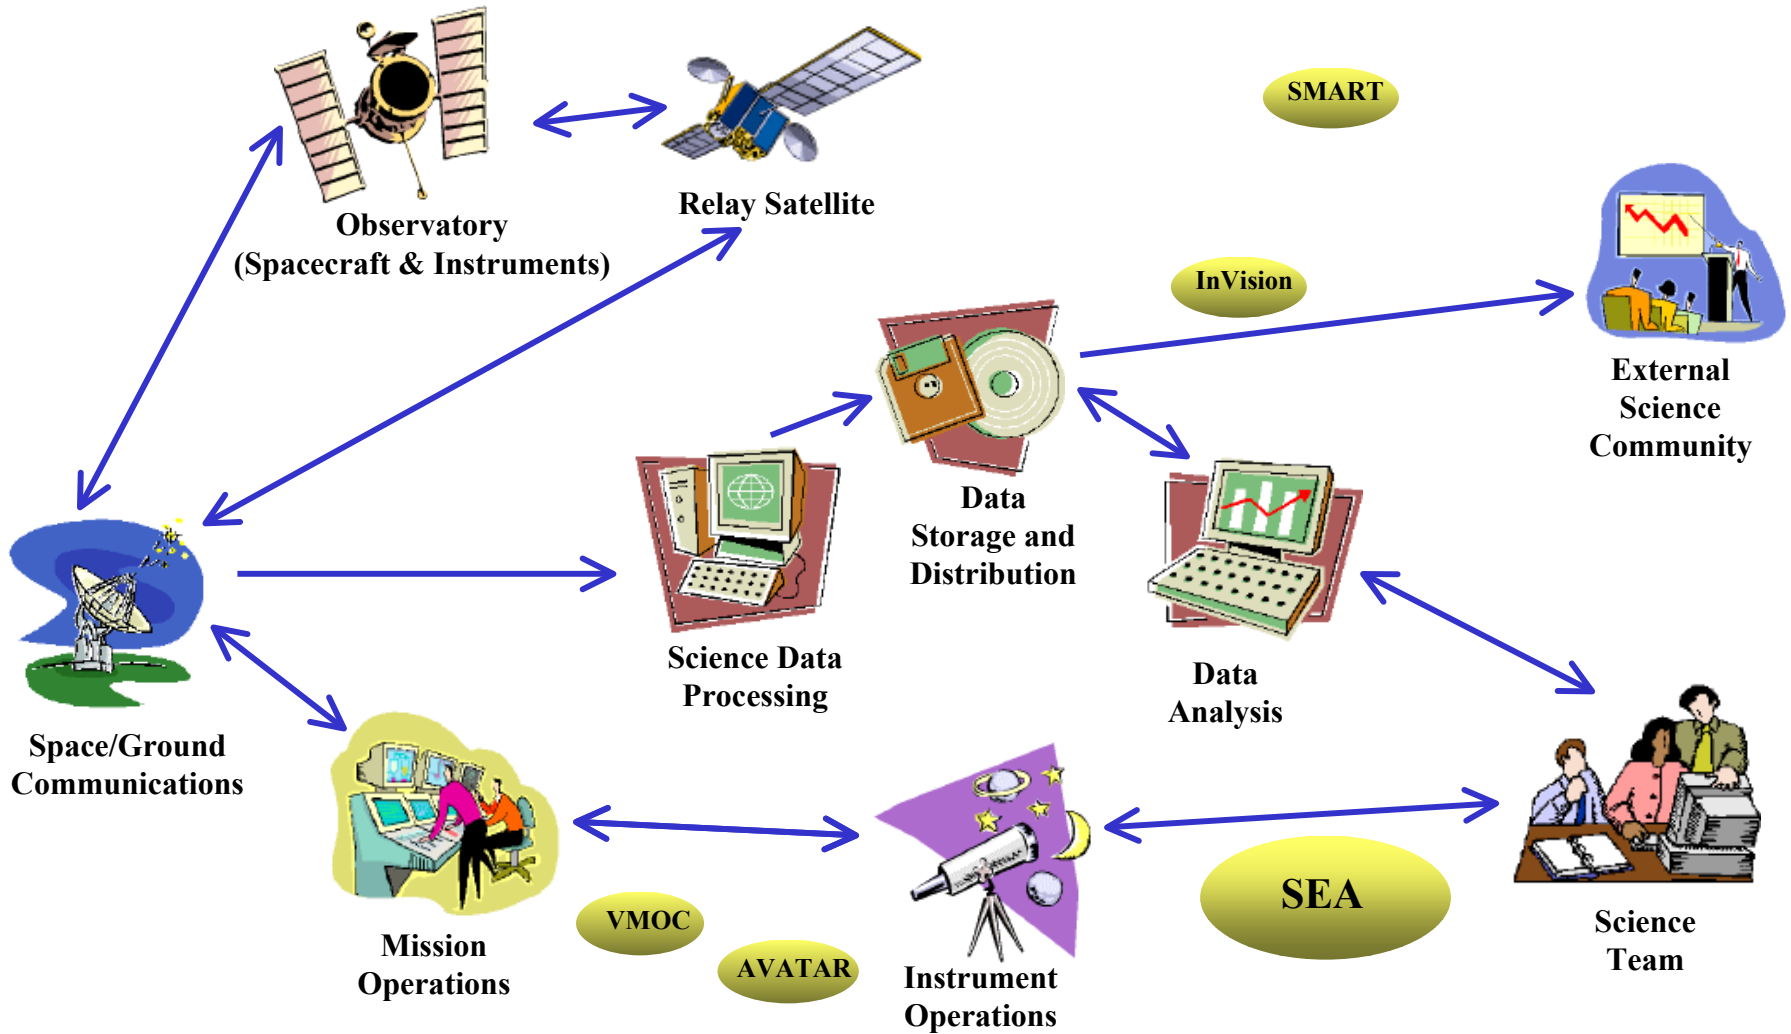 SMART
Observatory
(Spacecraft & Instruments)
Relay Satellite
InVision
External
Science
Community
Data
Storage and
Distribution
Science Data
Processing
Data
Analysis
Space/Ground
Communications
Mission
Operations
VMOC
AVATAR
Instrument
Operations
SEA
Science
Team